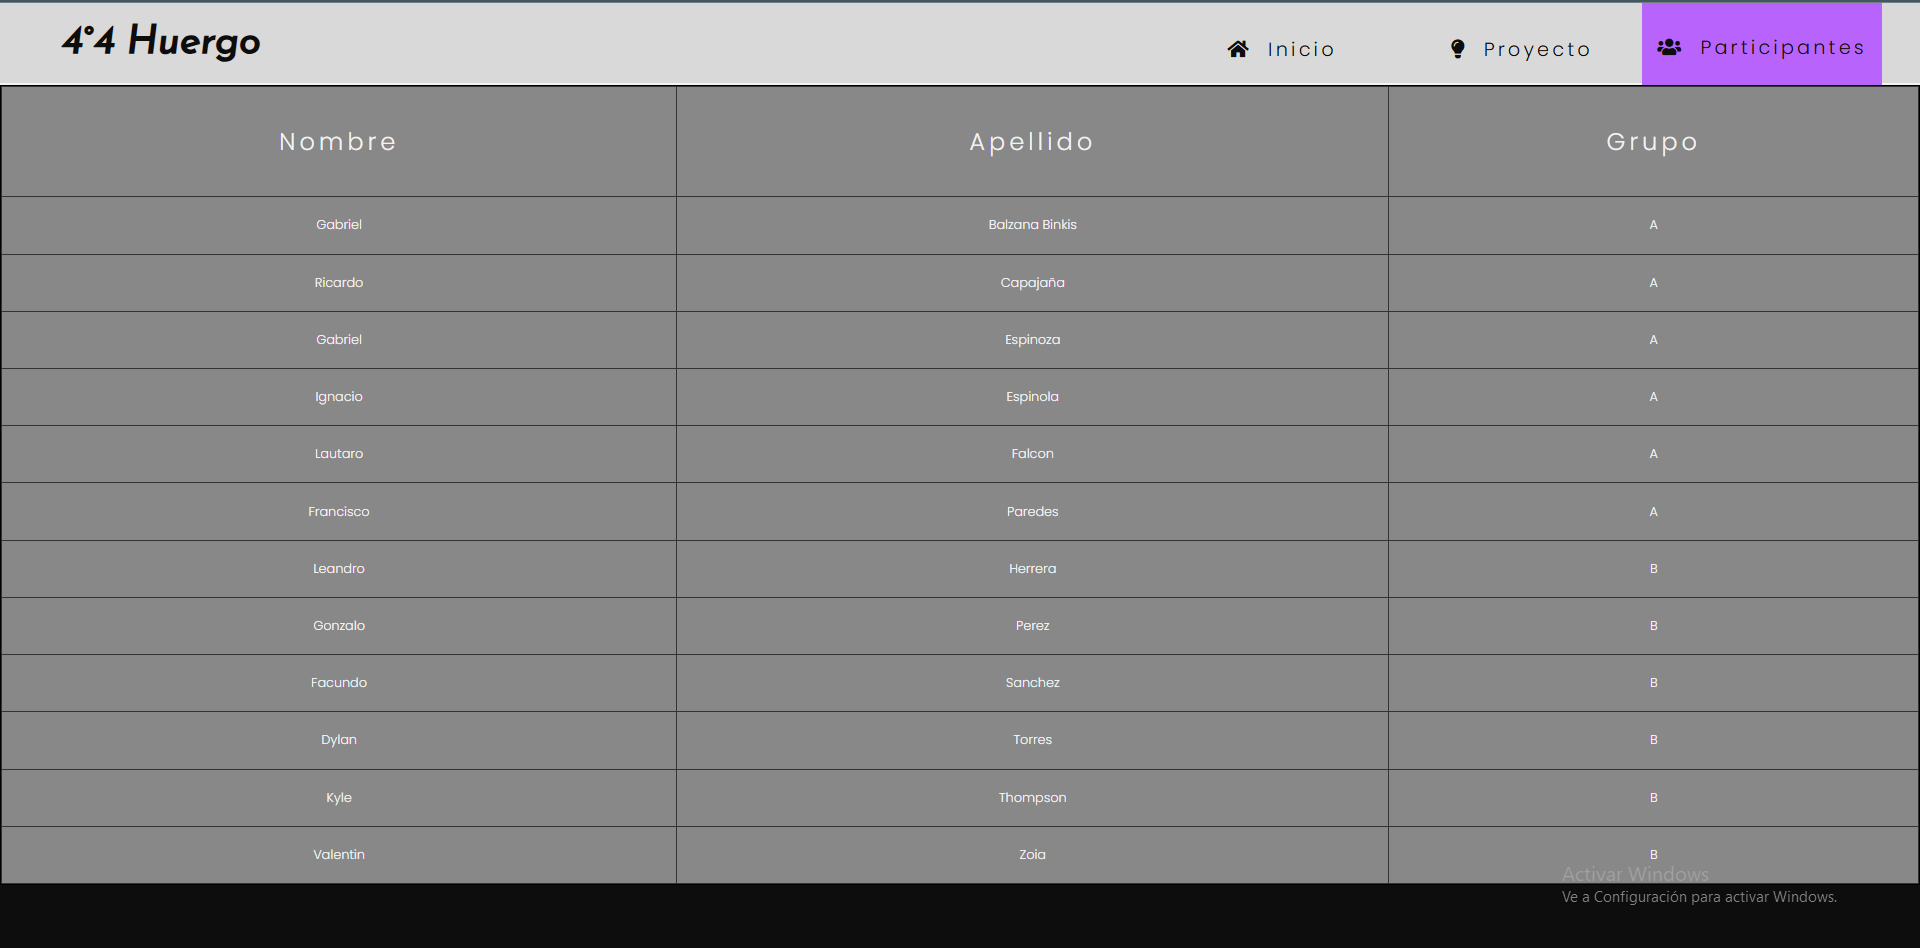 4°4 Huergo
Inicio Proyecto Participantes
Nombre Apellido Grupo
Gabriel Balzana Binkis A
Ricardo Capajaña A
Gabriel Espinoza A
Ignacio Espinola A
Lautaro Falcon A
Francisco Paredes A
Leandro Herrera B
Gonzalo Perez B
Facundo Sanchez B
Dylan Torres B
Kyle Thompson B
Valentin Zoia B
Activar Windows
Ve a Configuración para activar Windows.